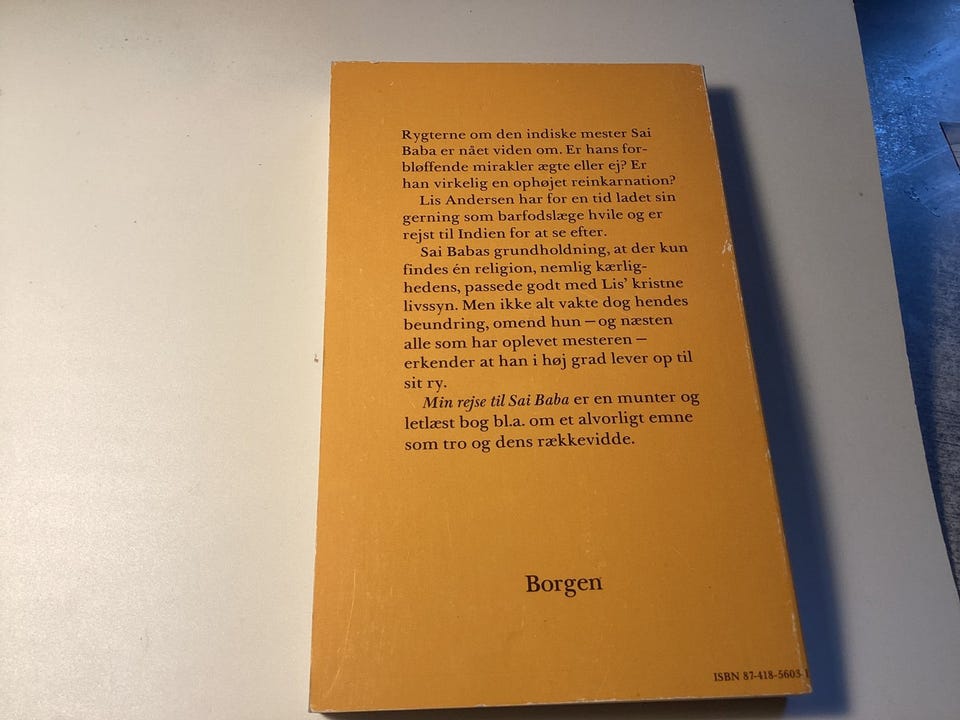 Rygterne om den indiske mester Sai
Baba er nået viden om. Er hans for-
bløffende mirakler ægte eller ej? Er
han virkelig en ophøjet reinkarnation?
Lis Andersen har for en tid ladet sin
gerning som barfodslæge hvile og er
rejst til Indien for at se efter.
Sai Babas grundholdning, at der kun
findes én religion, nemlig kærlig-
hedens, passede godt med Lis' kristne
livssyn. Men ikke alt vakte dog hendes
beundring, omend hun — og næsten
alle som har oplevet mesteren —
erkender at han i høj grad lever op til
sit ry.
Min rejse til Sai Baba er en munter og
letlæst bog bl.a. om et alvorligt emne
som tro og dens rækkevidde.
Borgen
ISBN 87-418-5603-1